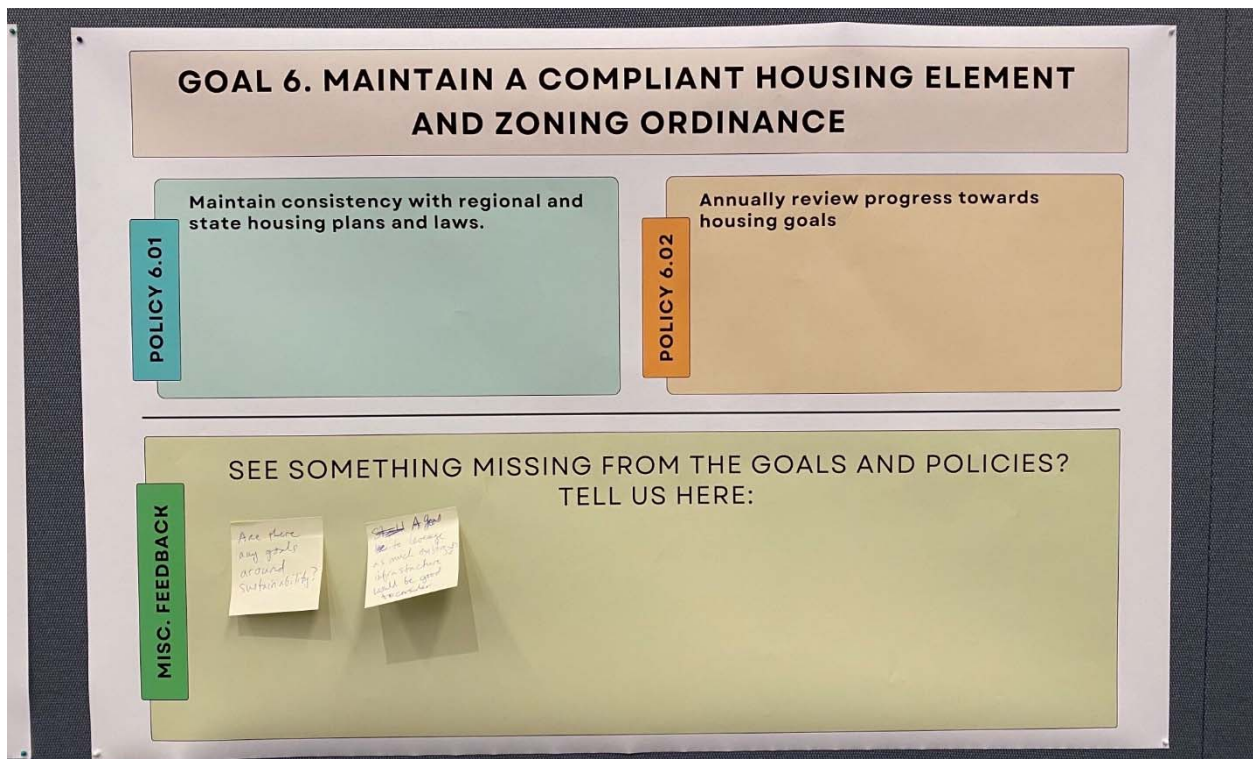 GOAL 6. MAINTAIN A COMPLIANT HOUSING ELEMENT
AND ZONING ORDINANCE
POLICY 6.01
Maintain consistency with regional and
state housing plans and laws.
POLICY 6.02
Annually review progress towards
housing goals
MISC. FEEDBACK
SEE SOMETHING MISSING FROM THE GOALS AND POLICIES?
TELL US HERE:
Are there
any goals
around
sustainability?
A goal
to
around existing
infrastructure
would be good
to consider